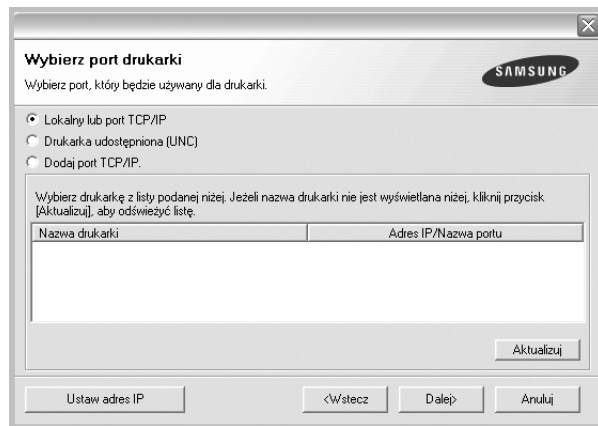 Wybierz port drukarki
Wybierz port, który będzie używany dla drukarki.
SAMSUNG
Lokalny lub port TCP/IP
Drukarka udostępniona (UNC)
Dodaj port TCP/IP.
Wybierz drukarkę z listy podanej niżej. Jeżeli nazwa drukarki nie jest wyświetlana niżej, kliknij przycisk
[Aktualizuj], aby odświeżyć listę.
Nazwa drukarki Adres IP/Nazwa portu
Aktualizuj
Ustaw adres IP <Wstecz Dalej> Anuluj